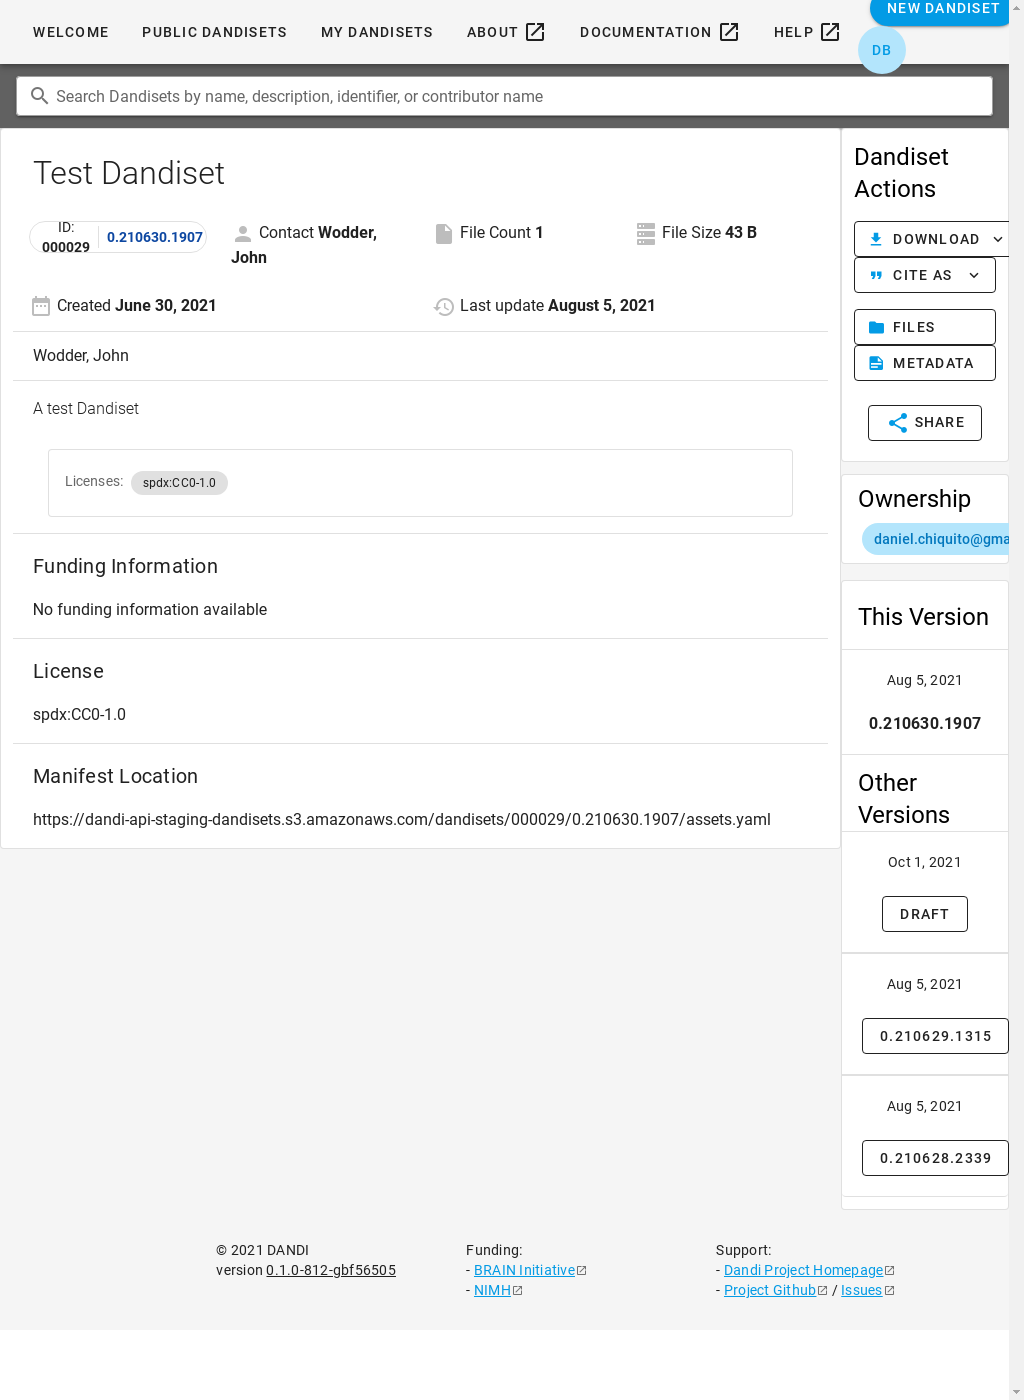 WELCOME
PUBLIC DANDISETS
MY DANDISETS
ABOUT
DOCUMENTATION
HELP
NEW DANDISET
DB
Search Dandisets by name, description, identifier, or contributor name
Test Dandiset
ID:
000029
0.210630.1907
Contact Wodder,
John
File Count 1
File Size 43 B
Created June 30, 2021
Last update August 5, 2021
Wodder, John
A test Dandiset
Licenses: spdx:CC0-1.0
Funding Information
No funding information available
License
spdx:CC0-1.0
Manifest Location
https://dandi-api-staging-dandisets.s3.amazonaws.com/dandisets/000029/0.210630.1907/assets.yaml
Dandiset
Actions
DOWNLOAD
CITE AS
FILES
METADATA
SHARE
Ownership
daniel.chiquito@gma
This Version
Aug 5, 2021
0.210630.1907
Other
Versions
Oct 1, 2021
DRAFT
Aug 5, 2021
0.210629.1315
Aug 5, 2021
0.210628.2339
© 2021 DANDI
version 0.1.0-812-gbf56505
Funding:
- BRAIN Initiative
- NIMH
Support:
- Dandi Project Homepage
- Project Github / Issues